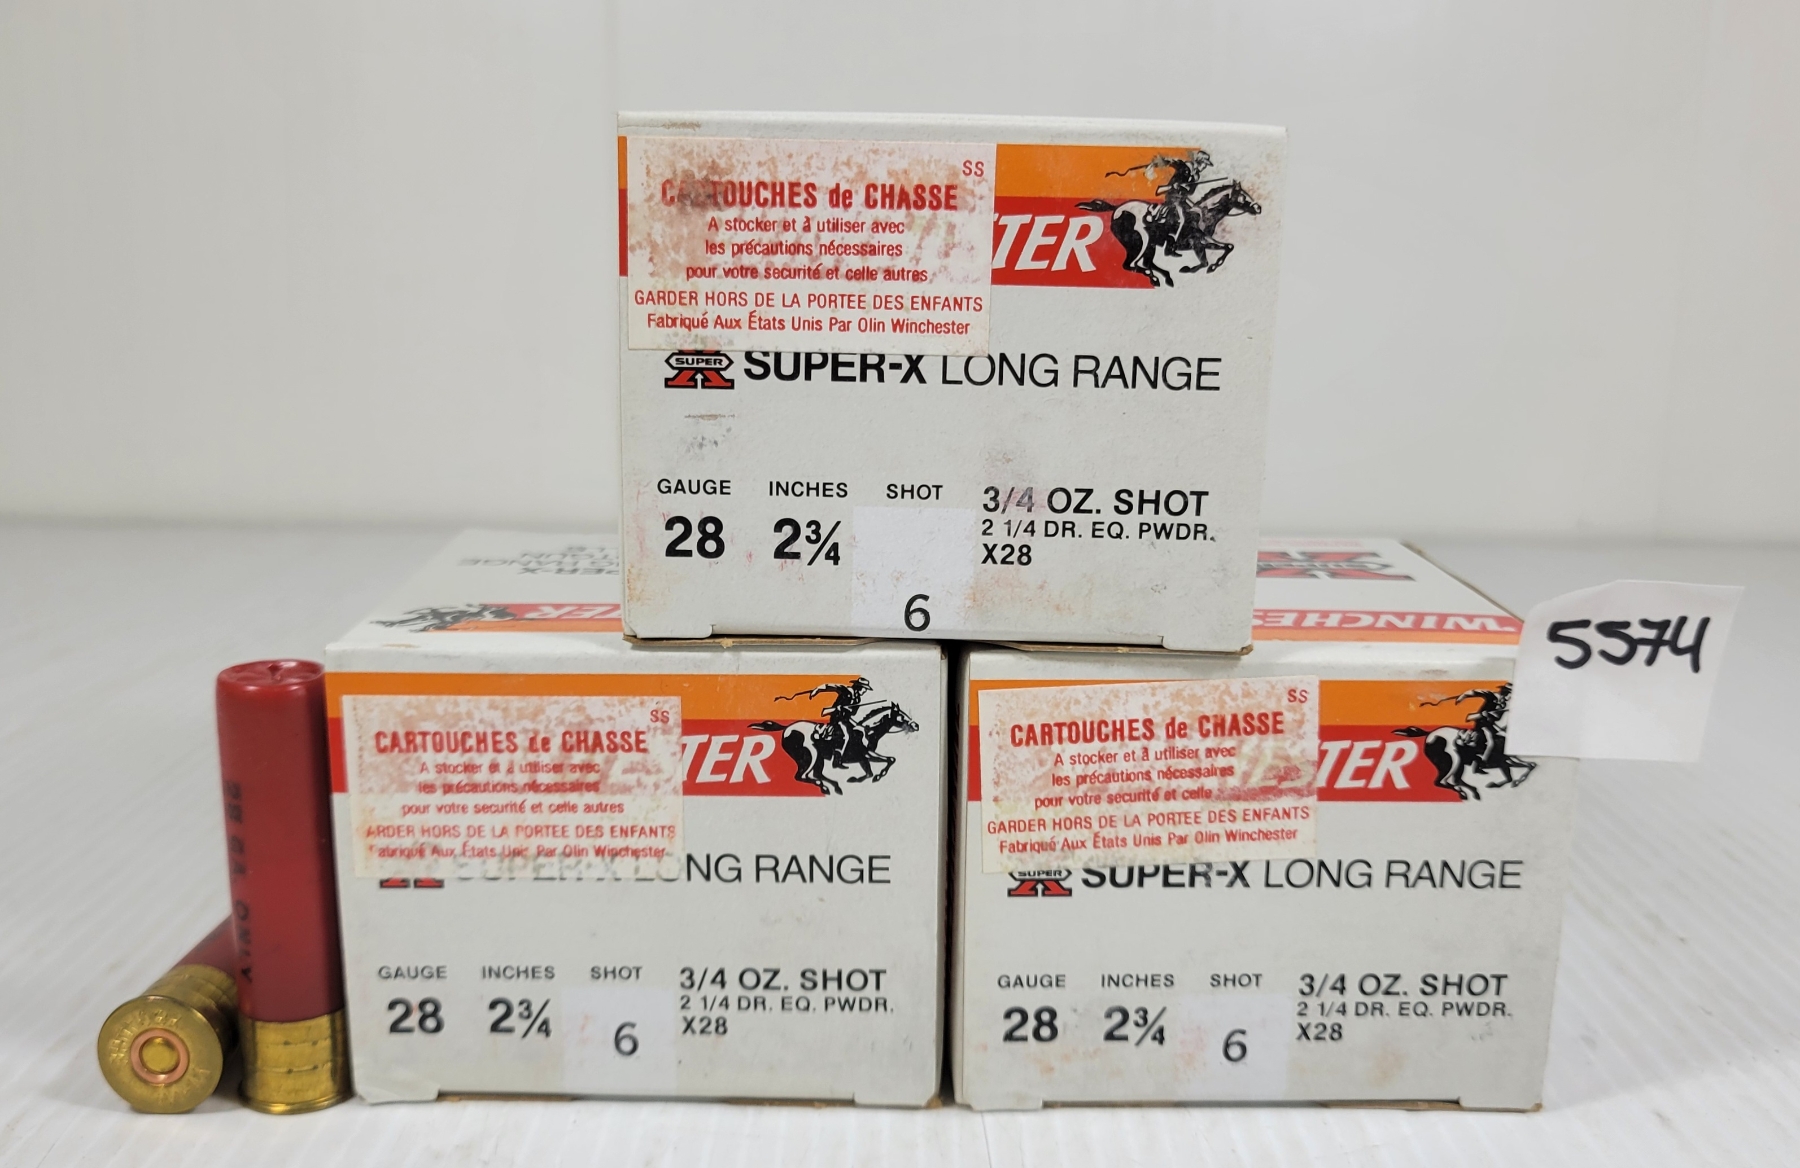 SS
CARTOUCHES de CHASSE
A stocker et à utiliser avec
les précautions nécessaires
pour votre securité et celle autres
GARDER HORS DE LA PORTEE DES ENFANTS
Fabriqué Aux États Unis Par Olin Winchester
TER
SUPER
SUPER-X LONG RANGE
GAUGE INCHES SHOT
28 2¾ 6
3/4 OZ. SHOT
2 1/4 DR. EQ. PWDR.
X28
5574
WINCHES
TER
SS
CARTOUCHES de CHASSE
A stocker et à utiliser avec
les précautions nécessaires
pour votre securité et celle autres
ARDER HORS DE LA PORTEE DES ENFANTS
abriqué Aux États Unis Par Olin Winchester
TER
SUPER-X LONG RANGE
GAUGE INCHES SHOT
28 2¾ 6
3/4 OZ. SHOT
2 1/4 DR. EQ. PWDR.
X28
SS
CARTOUCHES de CHASSE
A stocker et à utiliser avec
les précautions nécessaires
pour votre securité et celle
GARDER HORS DE LA PORTEE DES ENFANTS
Fabriqué Aux États Unis Par Olin Winchester
TER
SUPER
SUPER-X LONG RANGE
GAUGE INCHES SHOT
28 2¾ 6
3/4 OZ. SHOT
2 1/4 DR. EQ. PWDR.
X28
28 GA. ONLY